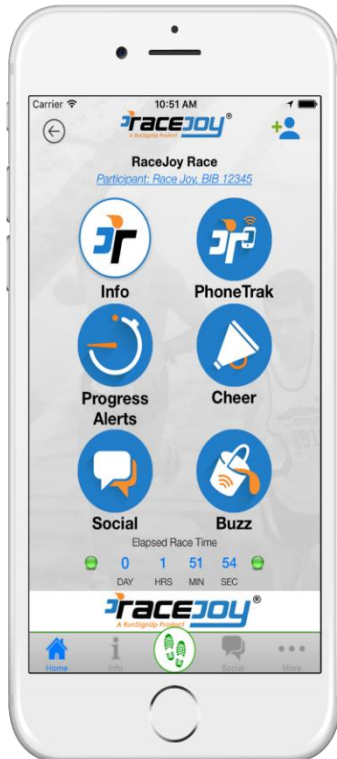 Carrier 10:51 AM
racejoy®
A RunSignUp Product
RaceJoy Race
Participant: Race Joy, BIB 12345
Info PhoneTrak
Progress Alerts Cheer
Social Buzz
Elapsed Race Time
0 1 51 54
DAY HRS MIN SEC
racejoy®
A RunSignUp Product
Home Info Social More